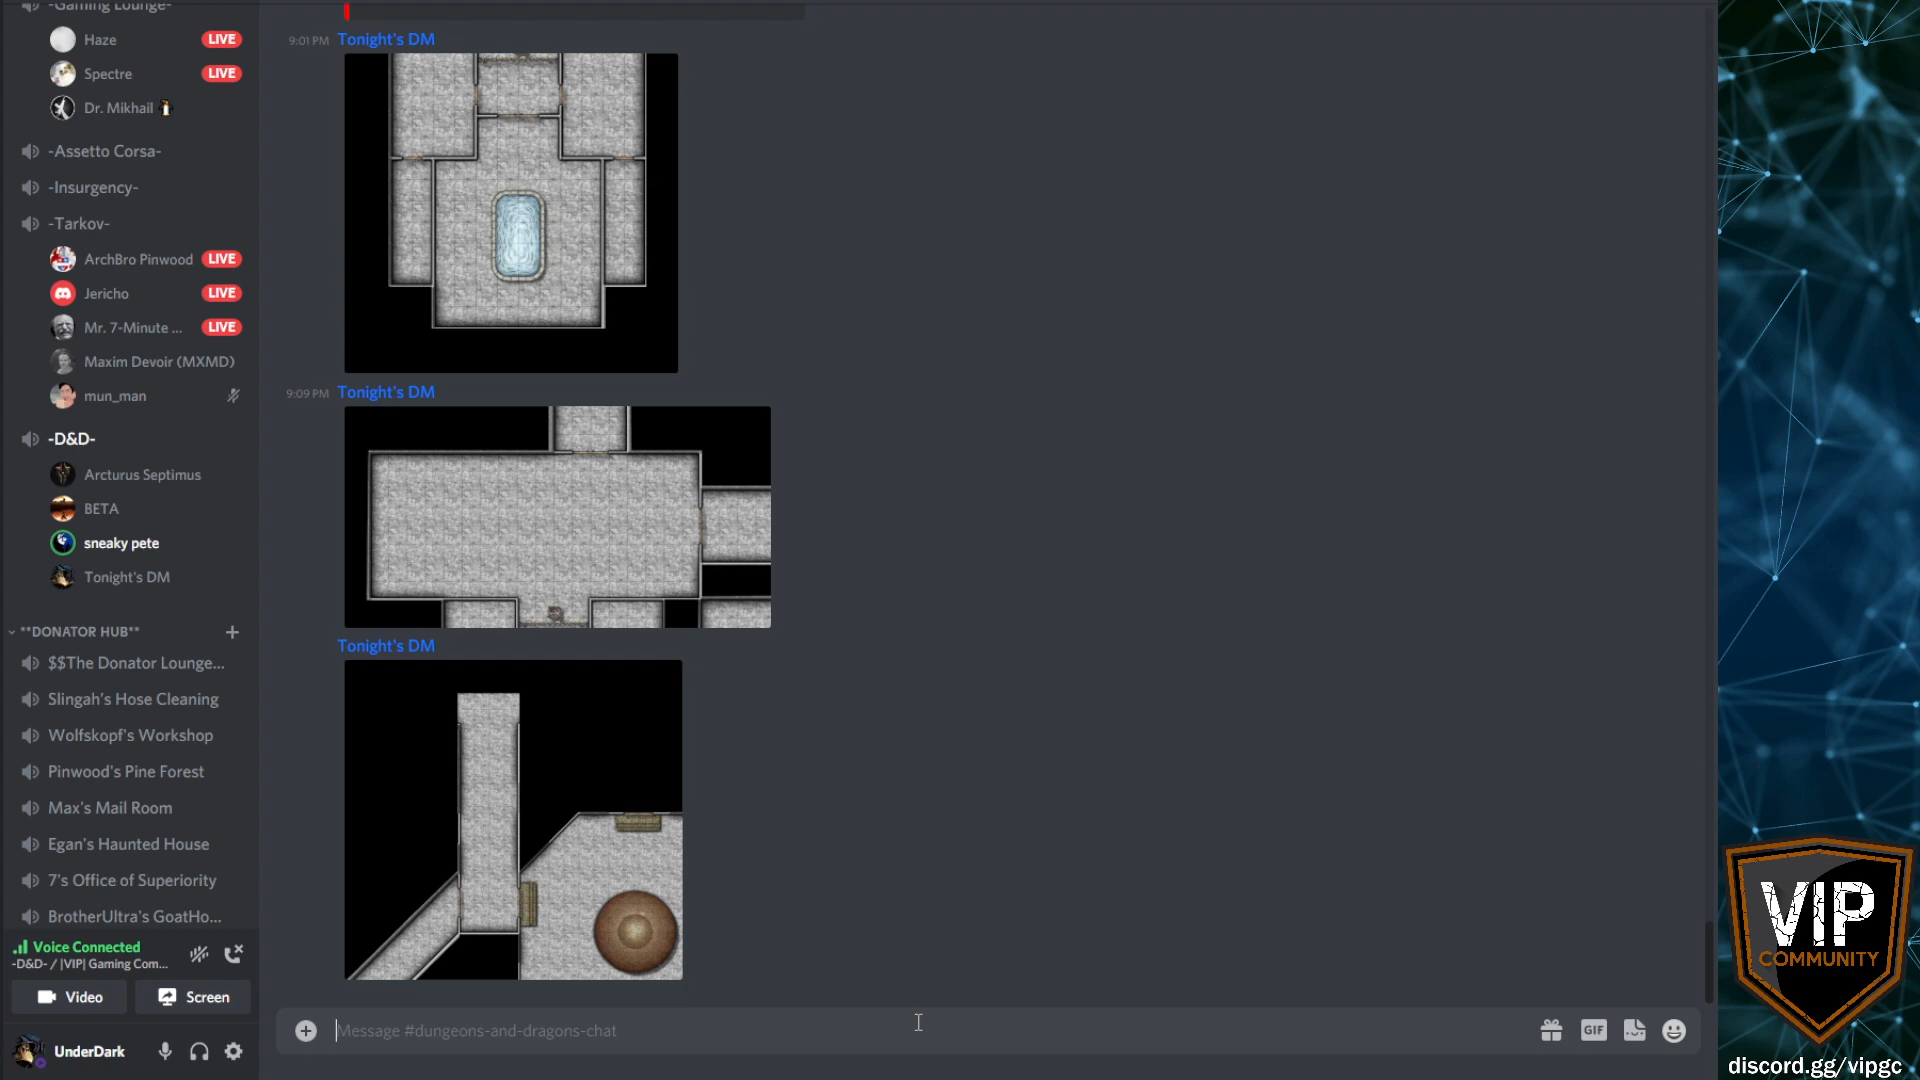 -Gaming Lounge-
Haze LIVE
Spectre LIVE
Dr. Mikhail
-Assetto Corsa-
-Insurgency-
-Tarkov-
ArchBro Pinwood LIVE
Jericho LIVE
Mr. 7-Minute ... LIVE
Maxim Devoir (MXMD)
mun_man
-D&D-
Arcturus Septimus
BETA
sneaky pete
Tonight's DM
**DONATOR HUB**
$$The Donator Lounge...
Slingah's Hose Cleaning
Wolfskopf's Workshop
Pinwood's Pine Forest
Max's Mail Room
Egan's Haunted House
7's Office of Superiority
BrotherUltra's GoatHo...
Voice Connected
-D&D- / |VIP| Gaming Com...
Video Screen
UnderDark
9:01 PM Tonight's DM
9:09 PM Tonight's DM
Tonight's DM
Message #dungeons-and-dragons-chat
GIF
VIP
COMMUNITY
discord.gg/vipgc